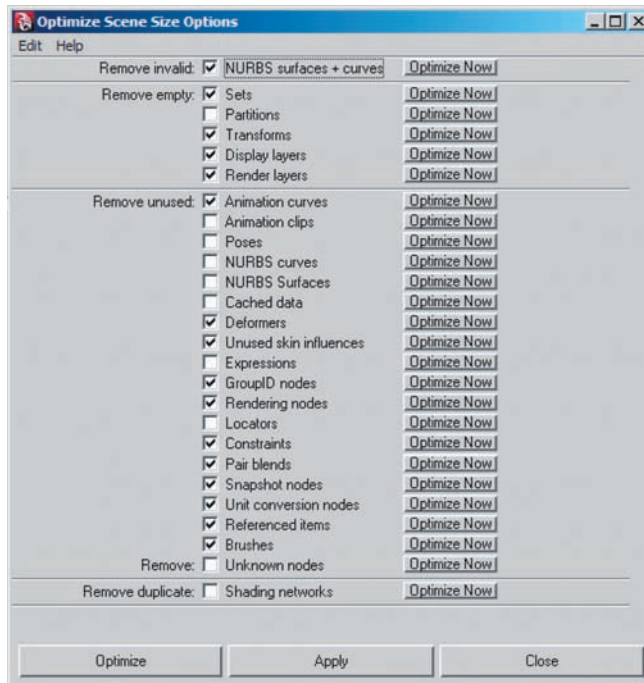 Optimize Scene Size Options
Edit Help
Remove invalid: NURBS surfaces + curves Optimize Now
Remove empty: Sets Optimize Now
Partitions Optimize Now
Transforms Optimize Now
Display layers Optimize Now
Render layers Optimize Now
Remove unused: Animation curves Optimize Now
Animation clips Optimize Now
Poses Optimize Now
NURBS curves Optimize Now
NURBS Surfaces Optimize Now
Cached data Optimize Now
Deformers Optimize Now
Unused skin influences Optimize Now
Expressions Optimize Now
GroupID nodes Optimize Now
Rendering nodes Optimize Now
Locators Optimize Now
Constraints Optimize Now
Pair blends Optimize Now
Snapshot nodes Optimize Now
Unit conversion nodes Optimize Now
Referenced items Optimize Now
Brushes Optimize Now
Remove: Unknown nodes Optimize Now
Remove duplicate: Shading networks Optimize Now
Optimize Apply Close